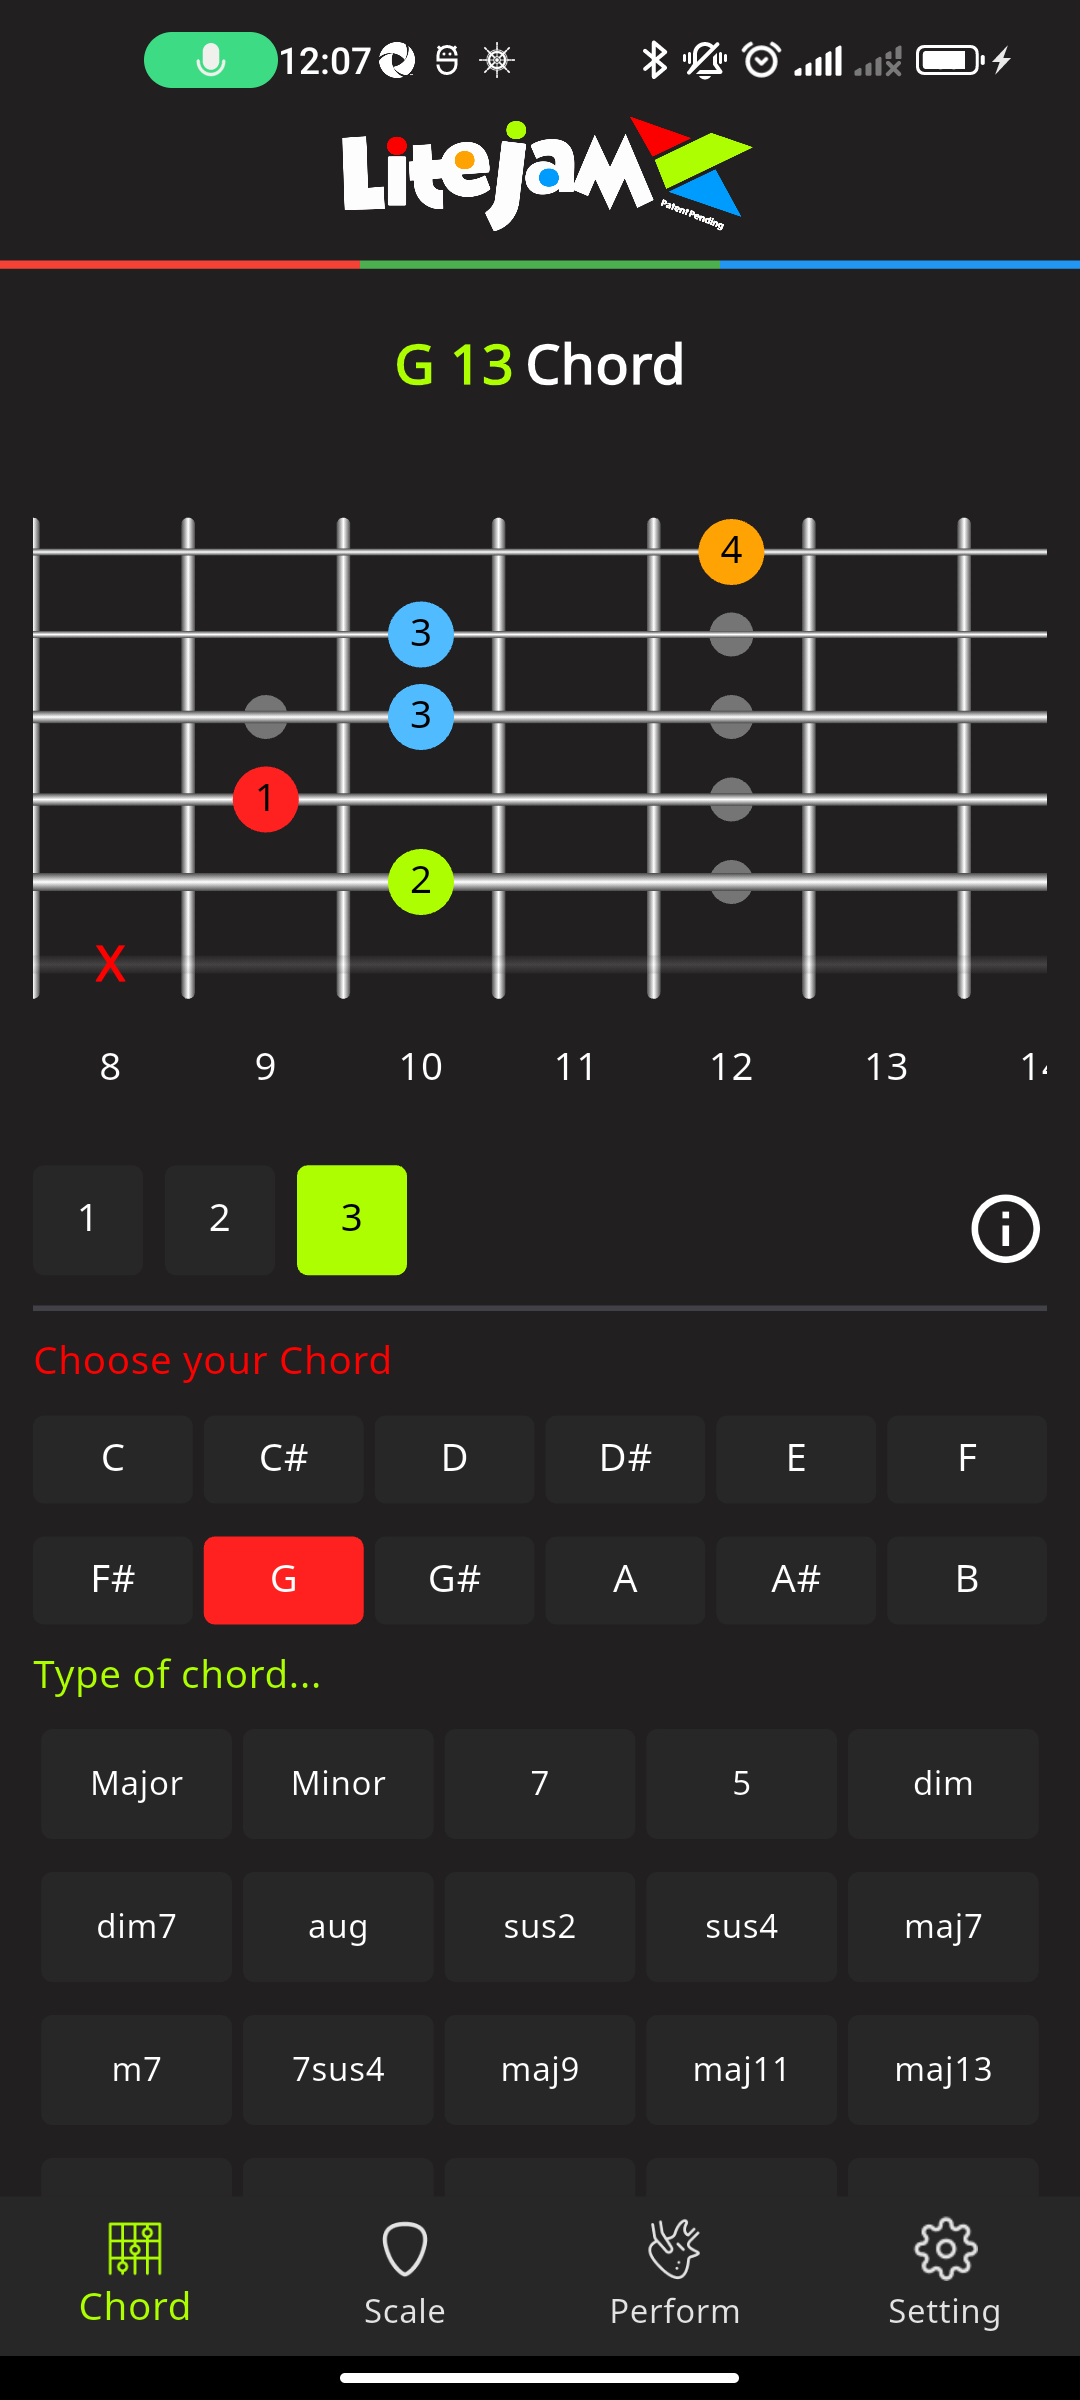 12:07
Litejam
Patent Pending
G 13 Chord
4
3
3
1
2
X
8 9 10 11 12 13
1 2 3
Choose your Chord
C C# D D# E F
F# G G# A A# B
Type of chord...
Major Minor 7 5 dim
dim7 aug sus2 sus4 maj7
m7 7sus4 maj9 maj11 maj13
Chord Scale Perform Setting